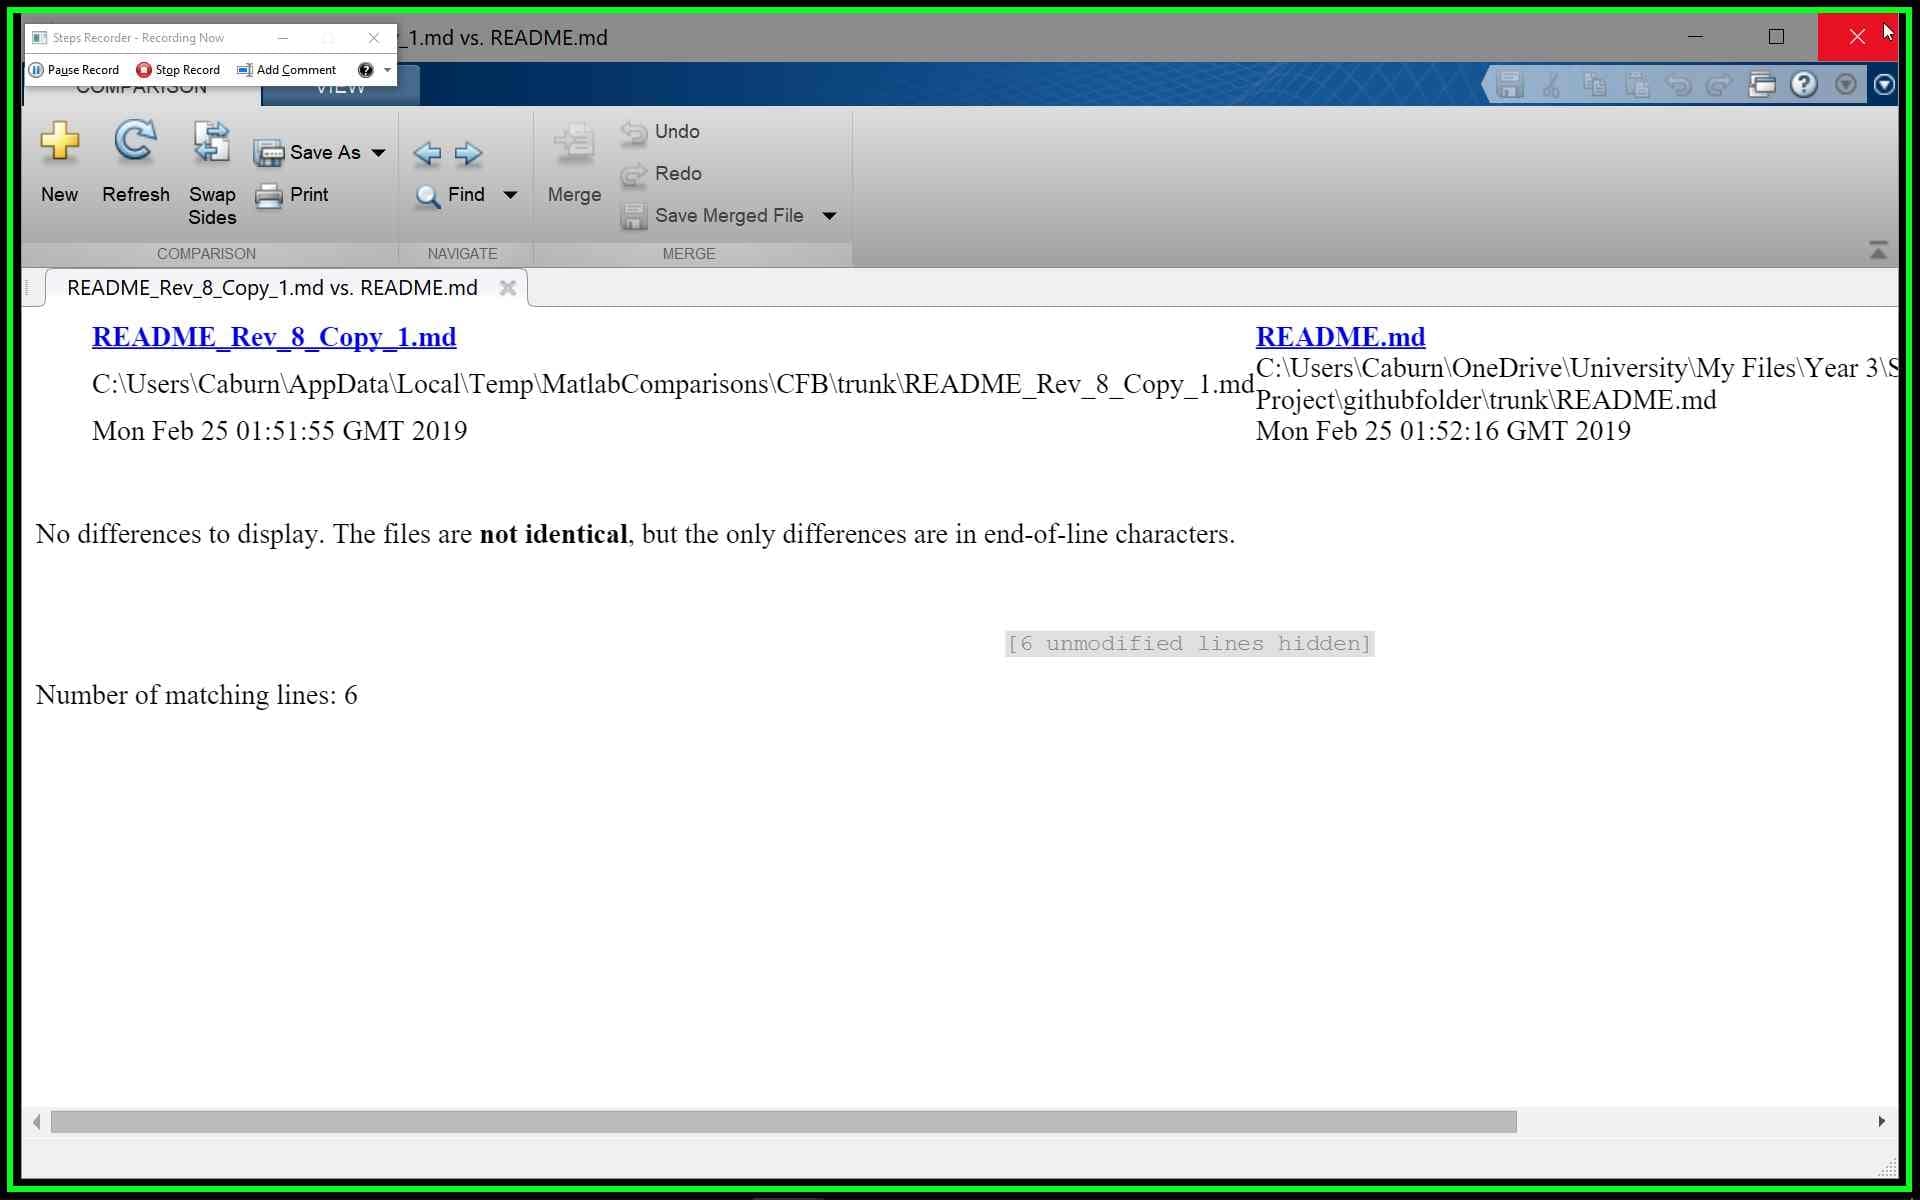 Steps Recorder - Recording Now
_1.md vs. README.md
Pause Record Stop Record Add Comment
COMPARISON VIEW
New Refresh Swap Sides Save As Print
Find
Merge Undo Redo Save Merged File
COMPARISON NAVIGATE MERGE
README_Rev_8_Copy_1.md vs. README.md
README_Rev_8_Copy_1.md
C:\Users\Caburn\AppData\Local\Temp\MatlabComparisons\CFB\trunk\README_Rev_8_Copy_1.md
Mon Feb 25 01:51:55 GMT 2019
README.md
C:\Users\Caburn\OneDrive\University\My Files\Year 3\S
Project\githubfolder\trunk\README.md
Mon Feb 25 01:52:16 GMT 2019
No differences to display. The files are not identical, but the only differences are in end-of-line characters.
[6 unmodified lines hidden]
Number of matching lines: 6